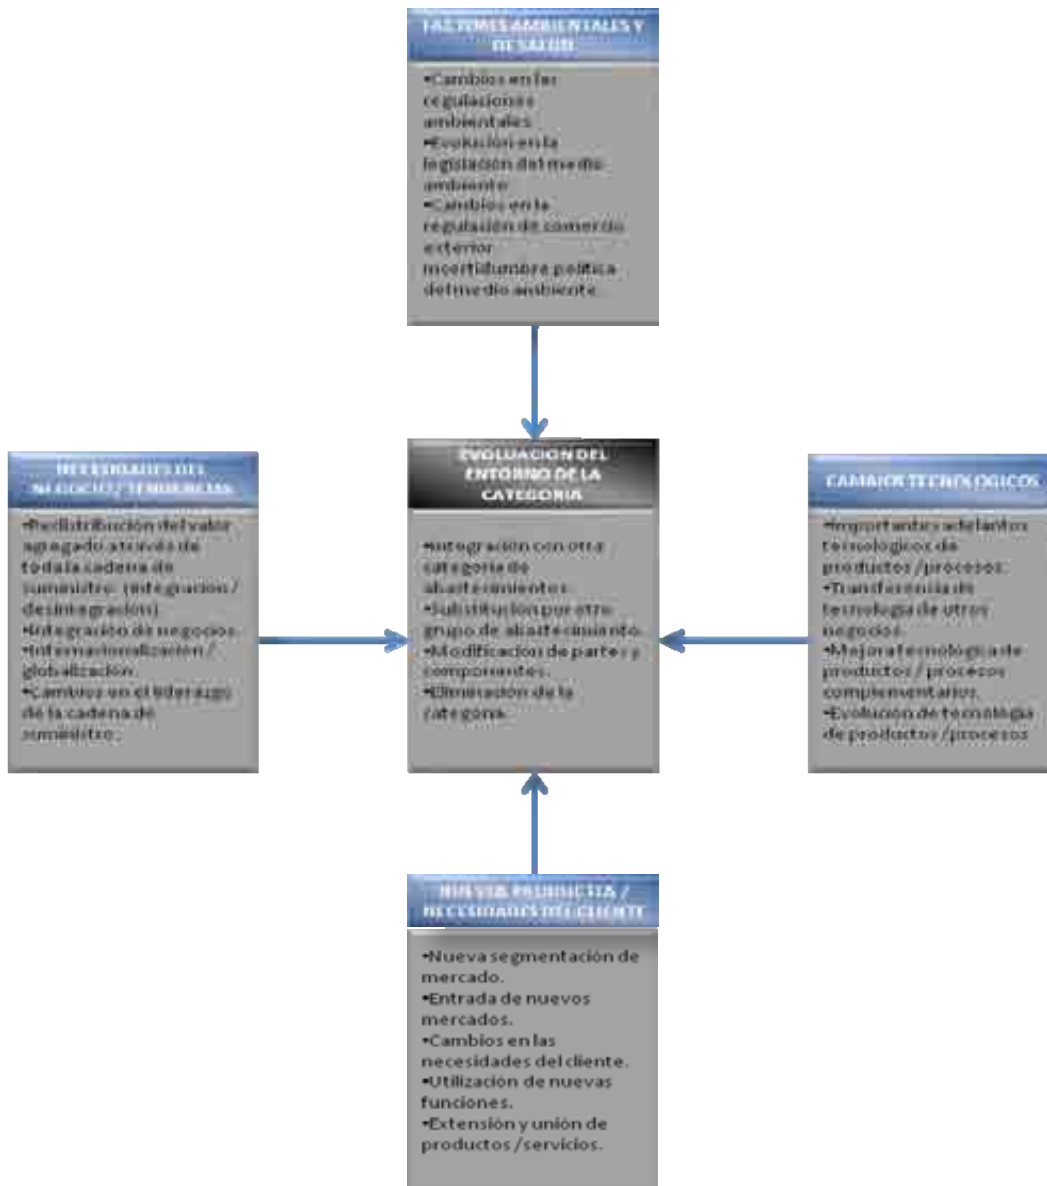 FACTORES AMBIENTALES Y
DE SALUD
•Cambios en las
regulaciones
ambientales
•Evolución en la
legislación del medio
ambiente
•Cambios en la
regulación de comercio
exterior
incertidumbre política
del medio ambiente.
NECESIDADES DEL
NEGOCIO / TENDENCIAS
•Redistribución del valor
agregado através de
toda la cadena de
suministro. (integración /
desintegración)
•Integración de negocios.
•Internacionalización /
globalización.
•Cambios en el liderazgo
de la cadena de
suministro.
EVOLUACION DEL
ENTORNO DE LA
CATEGORIA
•Integración con otra
categoría de
abastecimientos.
•Substitución por otro
grupo de abastecimiento.
•Modificación de partes y
componentes.
•Eliminación de la
categoría.
CAMBIOS TECNOLOGICOS
•Importantes adelantos
tecnológicos de
productos /procesos.
•Transferencia de
tecnología de otros
negocios.
•Mejora tecnológica de
productos / procesos
complementarios.
•Evolución de tecnología
de productos /procesos
/
NECESIDADES DEL CLIENTE
•Nueva segmentación de
mercado.
•Entrada de nuevos
mercados.
•Cambios en las
necesidades del cliente.
•Utilización de nuevas
funciones.
•Extensión y unión de
productos /servicios.